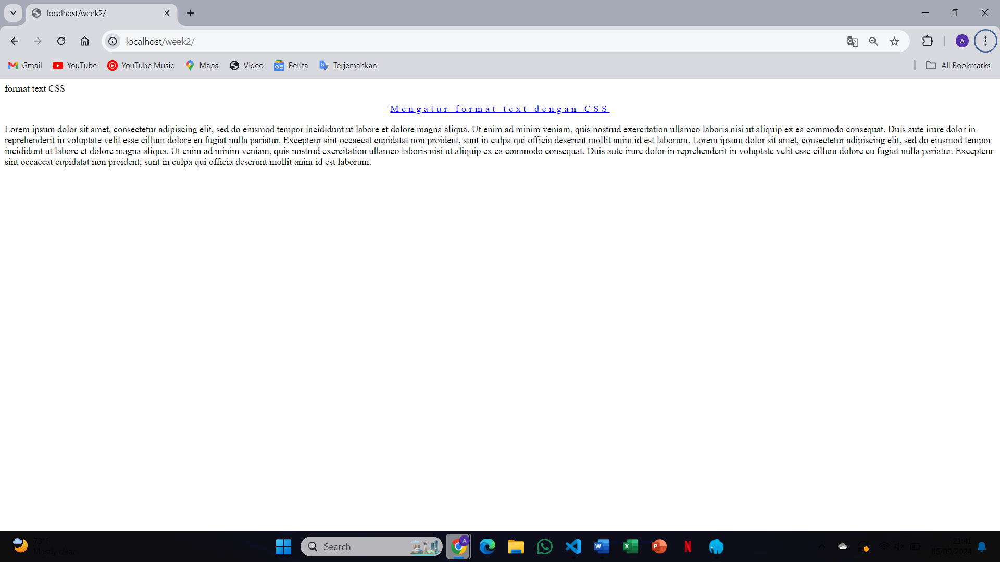 localhost/week2/
localhost/week2/
A
Gmail
YouTube
YouTube Music
Maps
Video
Berita
Terjemahkan
All Bookmarks
format text CSS
Mengatur format text dengan CSS
Lorem ipsum dolor sit amet, consectetur adipiscing elit, sed do eiusmod tempor incididunt ut labore et dolore magna aliqua. Ut enim ad minim veniam, quis nostrud exercitation ullamco laboris nisi ut aliquip ex ea commodo consequat. Duis aute irure dolor in
reprehenderit in voluptate velit esse cillum dolore eu fugiat nulla pariatur. Excepteur sint occaecat cupidatat non proident, sunt in culpa qui officia deserunt mollit anim id est laborum. Lorem ipsum dolor sit amet, consectetur adipiscing elit, sed do eiusmod tempor
incididunt ut labore et dolore magna aliqua. Ut enim ad minim veniam, quis nostrud exercitation ullamco laboris nisi ut aliquip ex ea commodo consequat. Duis aute irure dolor in reprehenderit in voluptate velit esse cillum dolore eu fugiat nulla pariatur. Excepteur
sint occaecat cupidatat non proident, sunt in culpa qui officia deserunt mollit anim id est laborum.
73°F
Mostly clear
Search
21:41
05/09/2024